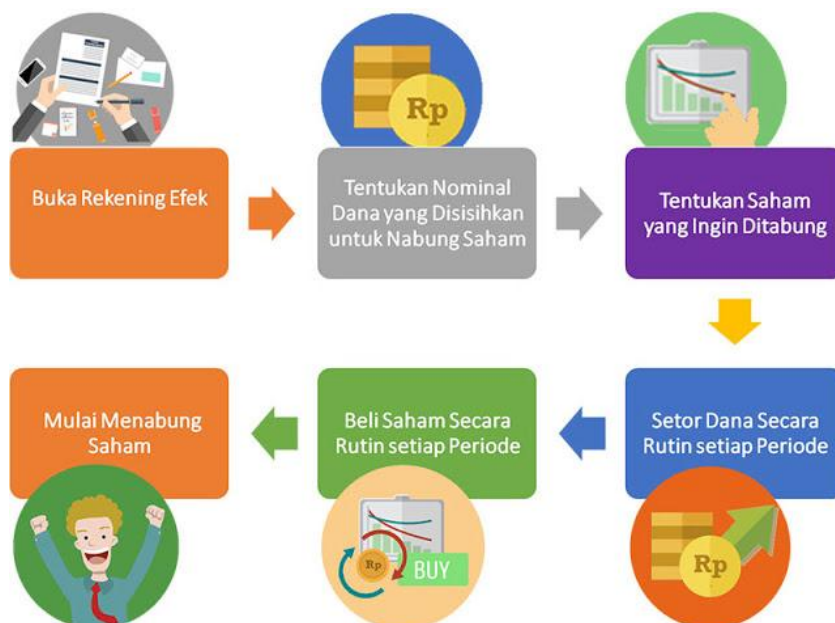 Rp
Buka Rekening Efek
Tentukan Nominal
Dana yang Disisihkan
untuk Nabung Saham
Tentukan Saham
yang Ingin Ditabung
Setor Dana Secara
Rutin setiap Periode
Rp
Beli Saham Secara
Rutin setiap Periode
Rp
BUY
Mulai Menabung
Saham